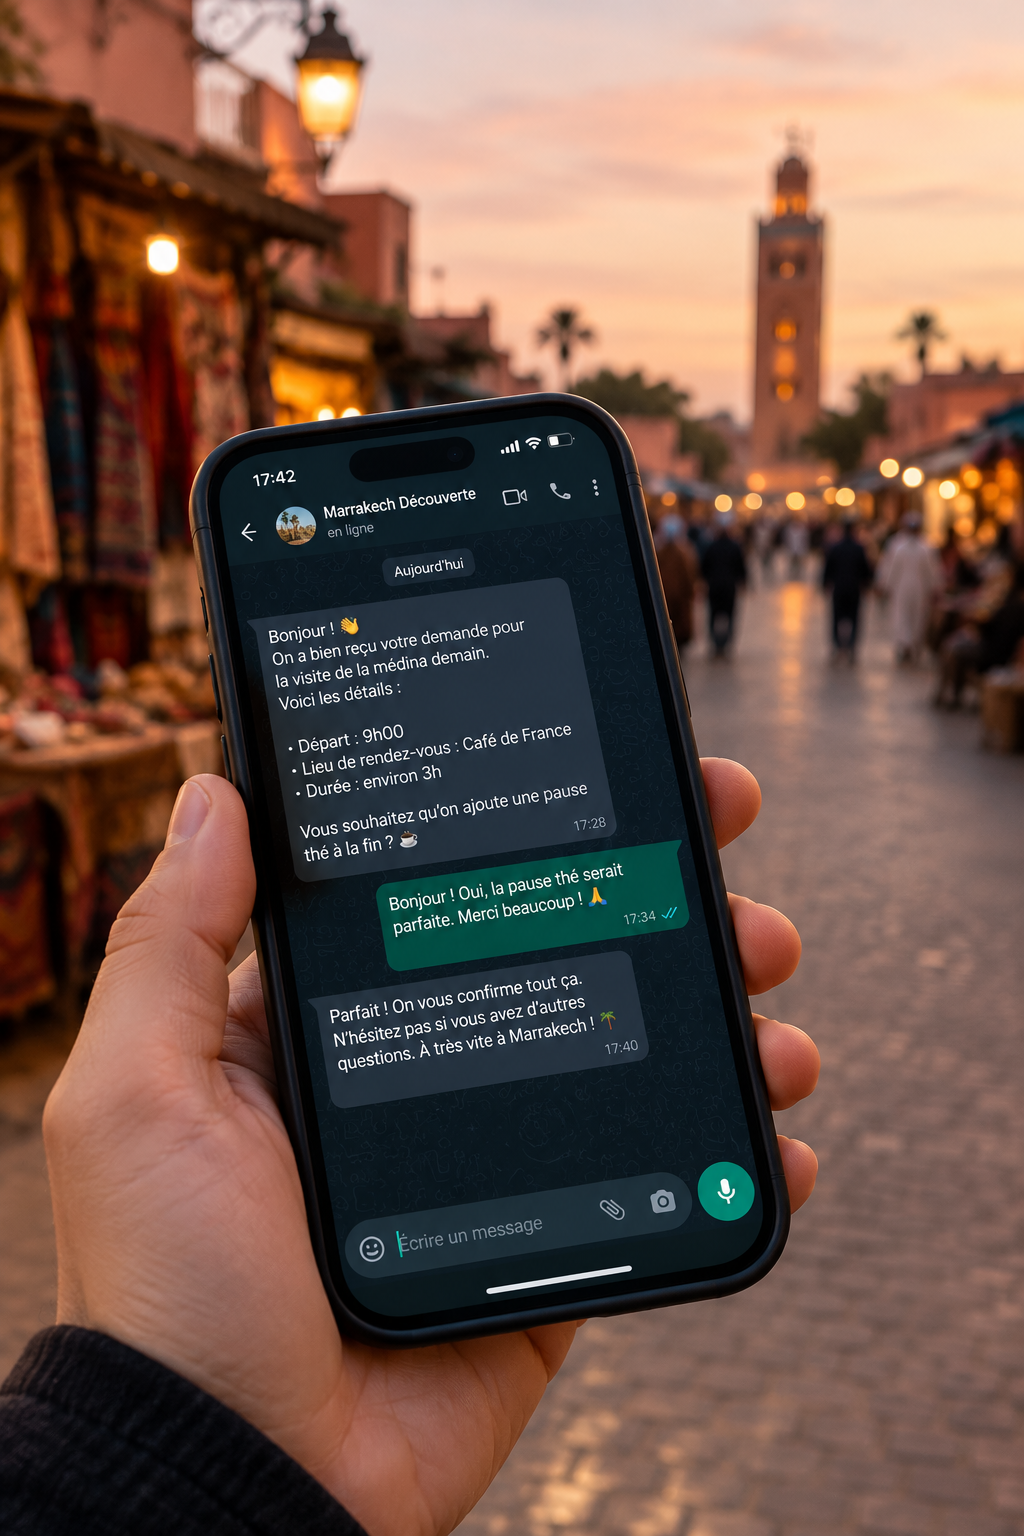 17:42
Marrakech Découverte
en ligne
Aujourd'hui
Bonjour ! 👋
On a bien reçu votre demande pour
la visite de la médina demain.
Voici les détails :
• Départ : 9h00
• Lieu de rendez-vous : Café de France
• Durée : environ 3h
Vous souhaitez qu'on ajoute une pause
thé à la fin ? ☕
17:28
Bonjour ! Oui, la pause thé serait
parfaite. Merci beaucoup ! 🙏
17:34
Parfait ! On vous confirme tout ça.
N'hésitez pas si vous avez d'autres
questions. À très vite à Marrakech ! 🌴
17:40
Écrire un message